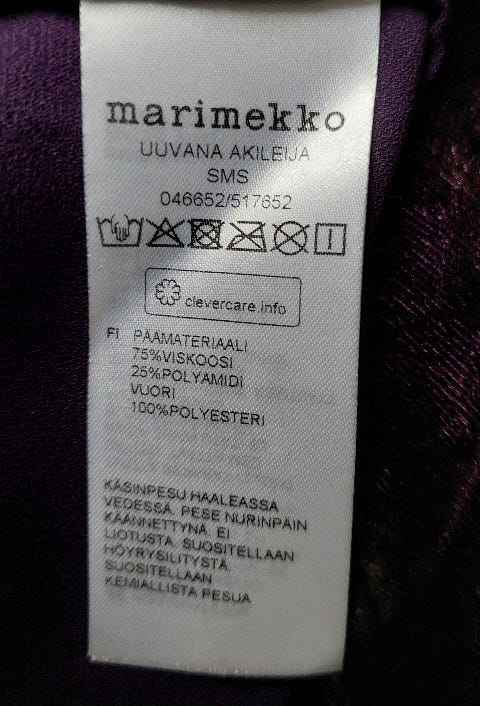 marimekko
UUVANA AKILEIJA
SMS
046652/517652
clevercare.info
FI PÄÄMATERIAALI
75%VISKOOSI
25%POLYAMIDI
VUORI
100%POLYESTERI
KÄSINPESU HAALEASSA
VEDESSÄ. PESE NURINPÄIN
KÄÄNNETTYNÄ. EI
LIOTUSTA. SUOSITELLAAN
HÖYRYSILITYSTÄ.
SUOSITELLAAN
KEMIALLISTA PESUA